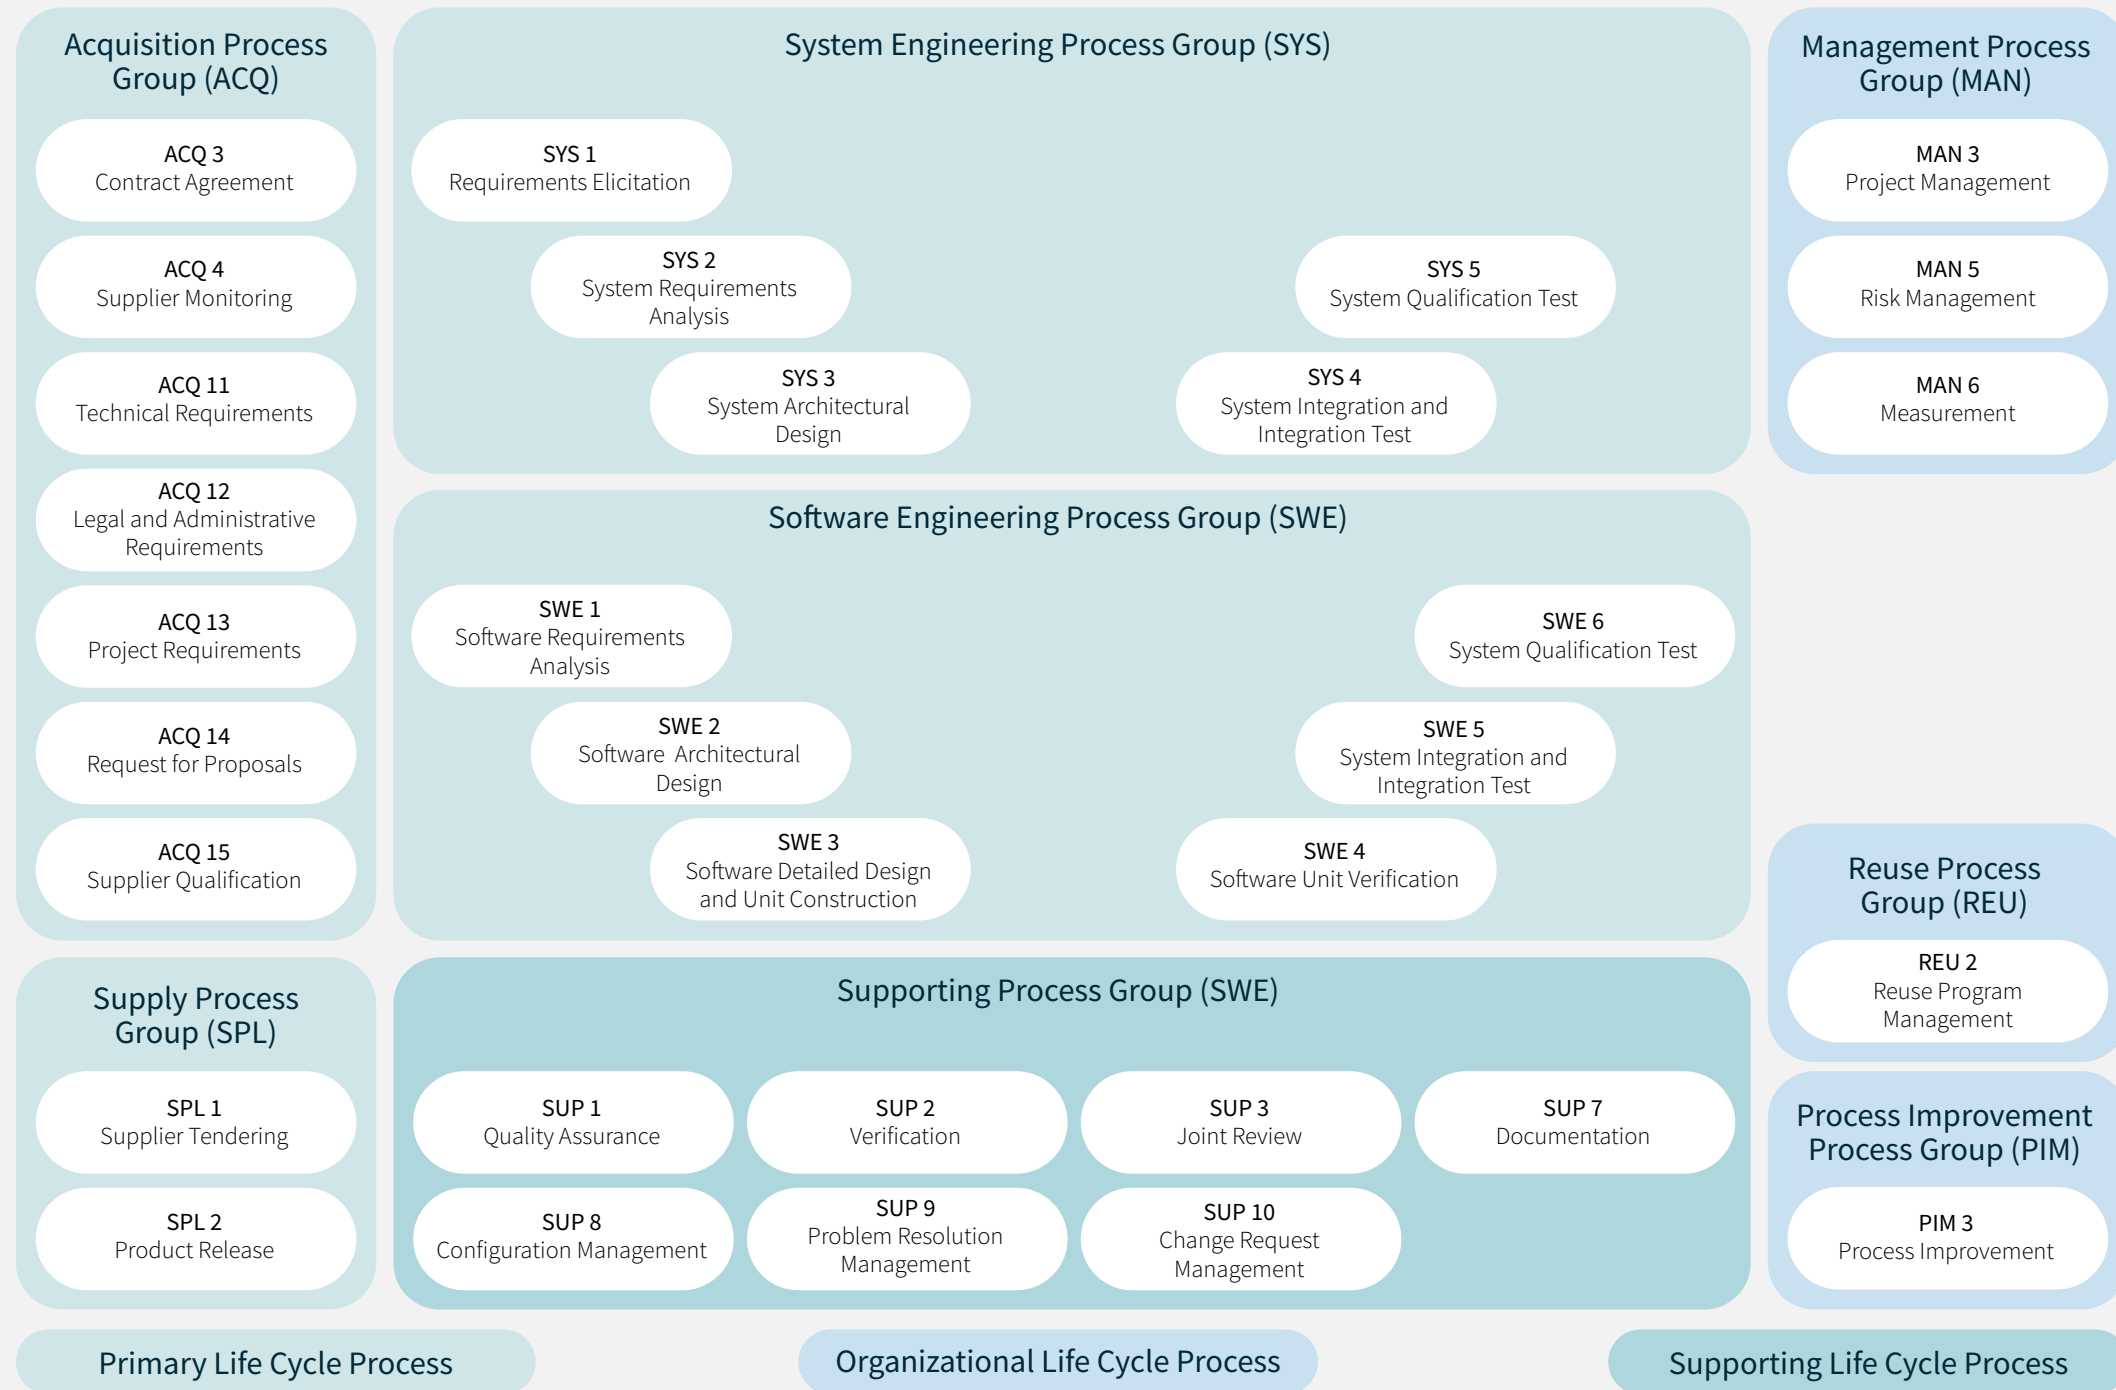 Acquisition Process
Group (ACQ)
ACQ 3
Contract Agreement
ACQ 4
Supplier Monitoring
ACQ 11
Technical Requirements
ACQ 12
Legal and Administrative
Requirements
ACQ 13
Project Requirements
ACQ 14
Request for Proposals
ACQ 15
Supplier Qualification
System Engineering Process Group (SYS)
SYS 1
Requirements Elicitation
SYS 2
System Requirements
Analysis
SYS 3
System Architectural
Design
SYS 5
System Qualification Test
SYS 4
System Integration and
Integration Test
Management Process
Group (MAN)
MAN 3
Project Management
MAN 5
Risk Management
MAN 6
Measurement
Software Engineering Process Group (SWE)
SWE 1
Software Requirements
Analysis
SWE 2
Software Architectural
Design
SWE 3
Software Detailed Design
and Unit Construction
SWE 6
System Qualification Test
SWE 5
System Integration and
Integration Test
SWE 4
Software Unit Verification
Reuse Process
Group (REU)
REU 2
Reuse Program
Management
Supply Process
Group (SPL)
SPL 1
Supplier Tendering
SPL 2
Product Release
Supporting Process Group (SWE)
SUP 1
Quality Assurance
SUP 2
Verification
SUP 3
Joint Review
SUP 7
Documentation
SUP 8
Configuration Management
SUP 9
Problem Resolution
Management
SUP 10
Change Request
Management
Process Improvement
Process Group (PIM)
PIM 3
Process Improvement
Primary Life Cycle Process
Organizational Life Cycle Process
Supporting Life Cycle Process